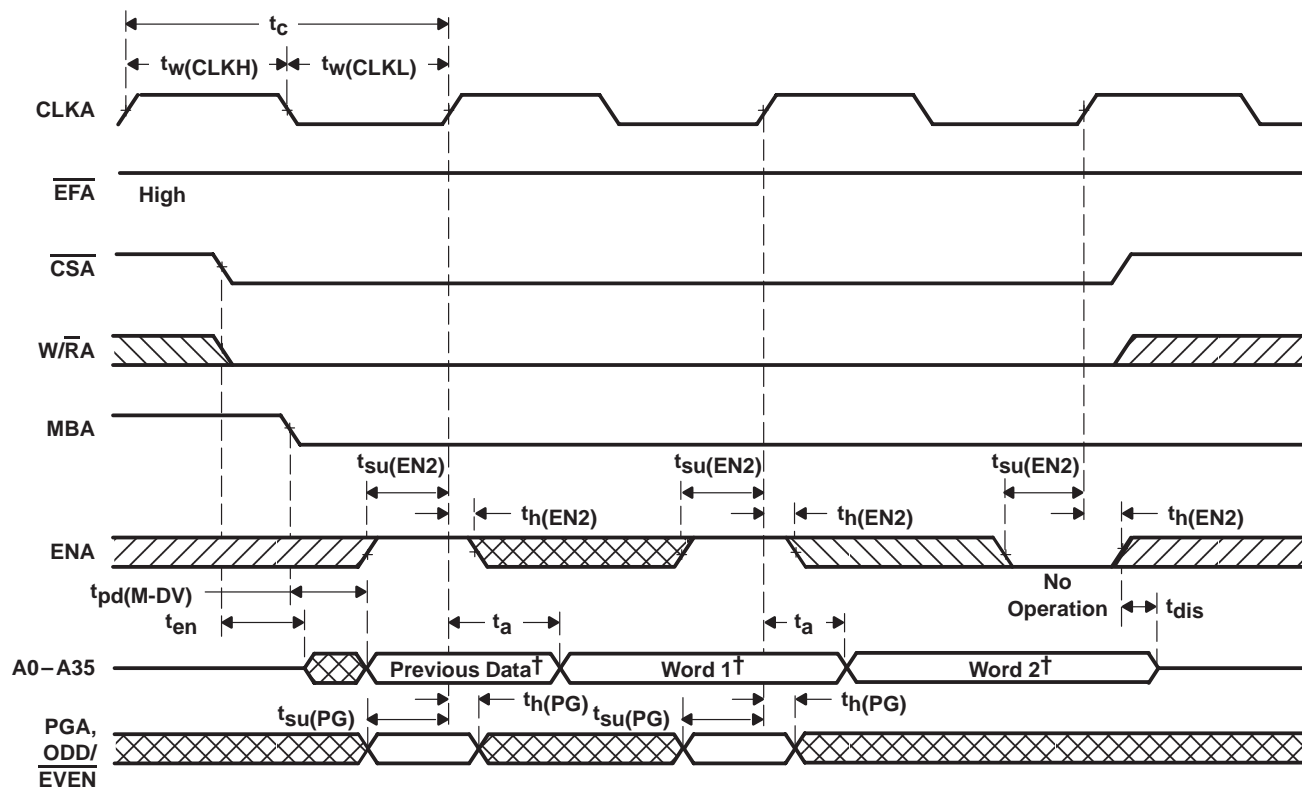 tc
tw(CLKH) tw(CLKL)
CLKA
EFA
High
CSA
W/RA
MBA
tsu(EN2) tsu(EN2) tsu(EN2)
th(EN2) th(EN2) th(EN2)
ENA
No
Operation
tpd(M-DV)
ten ta ta tdis
A0–A35 Previous Data† Word 1† Word 2†
tsu(PG) th(PG) tsu(PG) th(PG)
PGA,
ODD/
EVEN